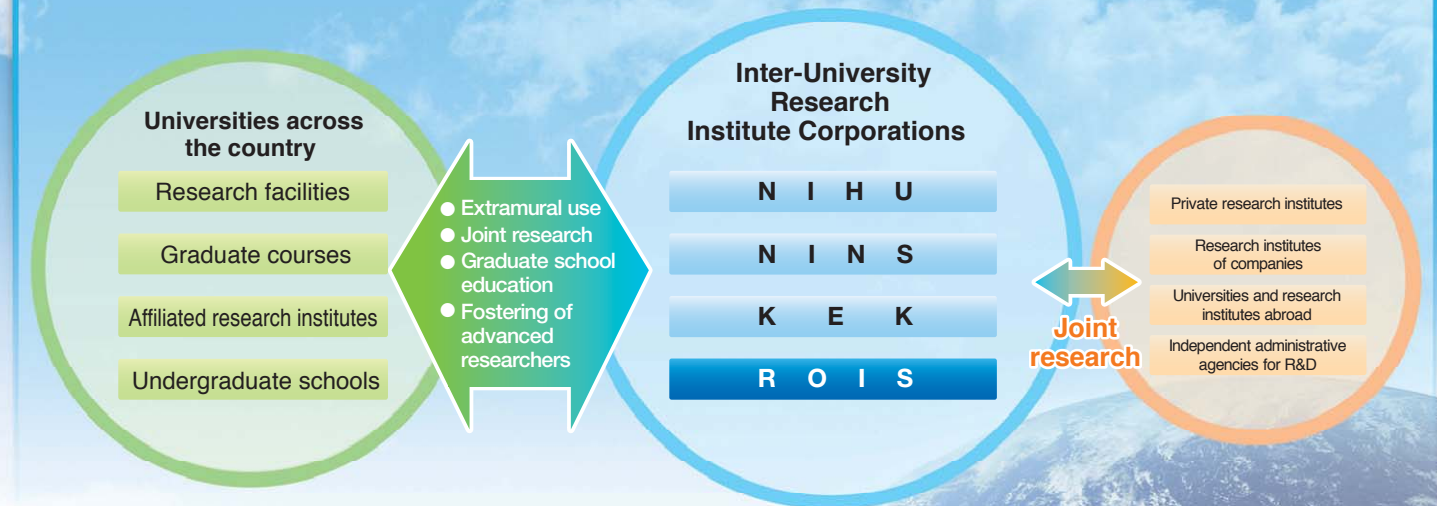 Universities across
the country
Research facilities
Graduate courses
Affiliated research institutes
Undergraduate schools
● Extramural use
● Joint research
● Graduate school
education
● Fostering of
advanced
researchers
Inter-University
Research
Institute Corporations
N I H U
N I N S
K E K
R O I S
Joint
research
Private research institutes
Research institutes
of companies
Universities and research
institutes abroad
Independent administrative
agencies for R&D